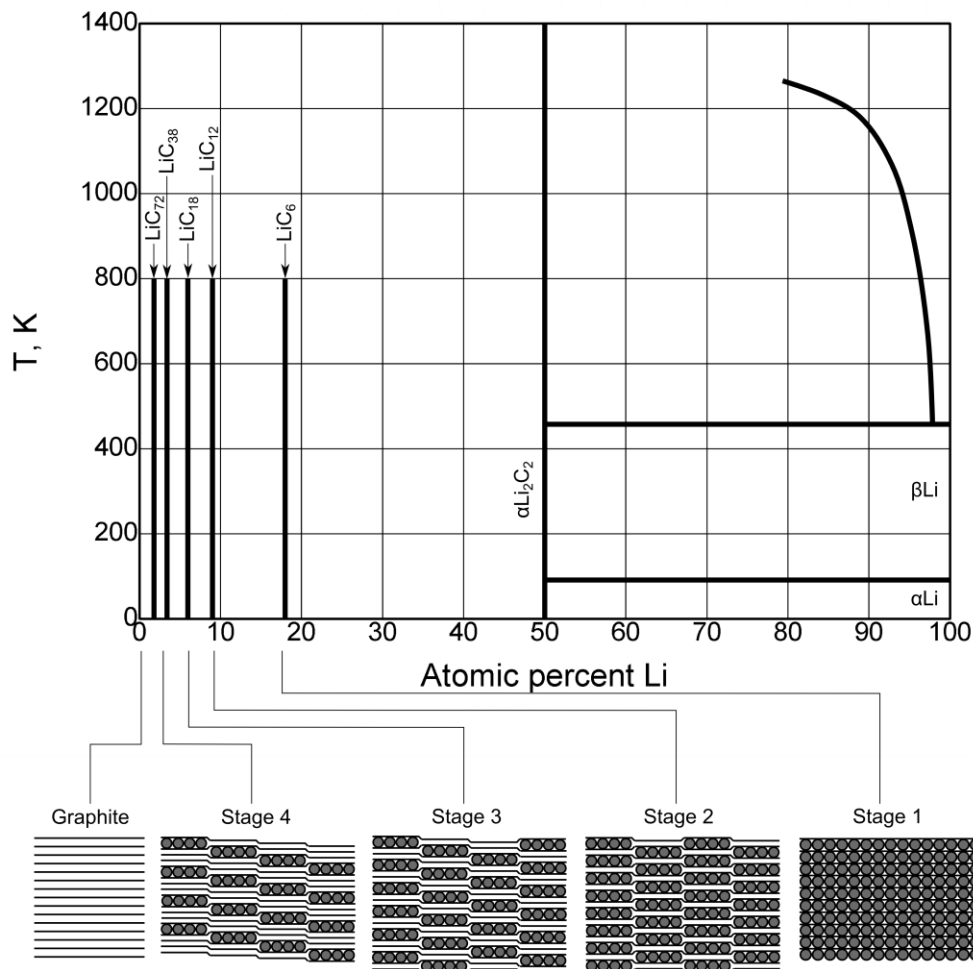 1400
1200
1000
800
600
400
200
0
T, K
LiC₇₂
LiC₃₈
LiC₁₈
LiC₁₂
LiC₆
αLi₂C₂
βLi
αLi
0 10 20 30 40 50 60 70 80 90 100
Atomic percent Li
Graphite Stage 4 Stage 3 Stage 2 Stage 1